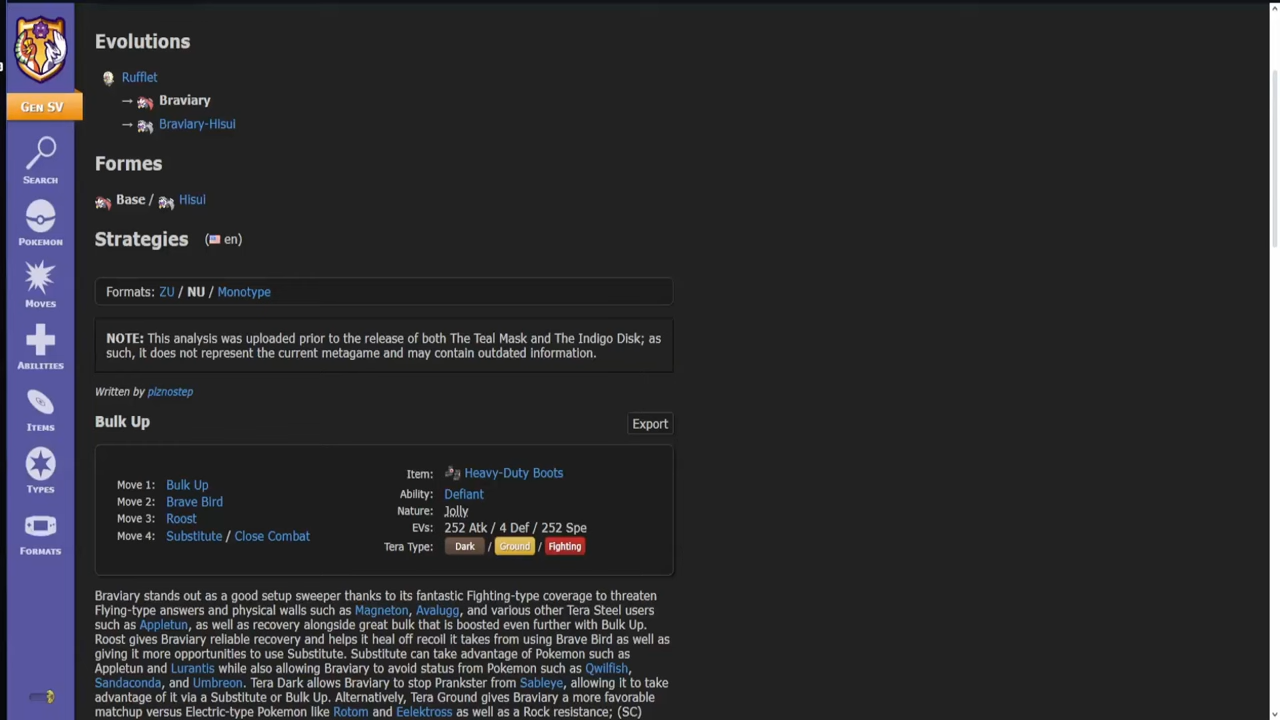 Evolutions
Rufflet
→ Braviary
→ Braviary-Hisui
Formes
Base / Hisui
Strategies (en)
Formats: ZU / NU / Monotype
NOTE: This analysis was uploaded prior to the release of both The Teal Mask and The Indigo Disk; as
such, it does not represent the current metagame and may contain outdated information.
Written by plznostep
Bulk Up
Export
Move 1: Bulk Up
Move 2: Brave Bird
Move 3: Roost
Move 4: Substitute / Close Combat
Item: Heavy-Duty Boots
Ability: Defiant
Nature: Jolly
EVs: 252 Atk / 4 Def / 252 Spe
Tera Type: Dark / Ground / Fighting
Braviary stands out as a good setup sweeper thanks to its fantastic Fighting-type coverage to threaten
Flying-type answers and physical walls such as Magneton, Avalugg, and various other Tera Steel users
such as Appletun, as well as recovery alongside great bulk that is boosted even further with Bulk Up.
Roost gives Braviary reliable recovery and helps it heal off recoil it takes from using Brave Bird as well as
giving it more opportunities to use Substitute. Substitute can take advantage of Pokemon such as
Appletun and Lurantis while also allowing Braviary to avoid status from Pokemon such as Qwilfish,
Sandaconda, and Umbreon. Tera Dark allows Braviary to stop Prankster from Sableye, allowing it to take
advantage of it via a Substitute or Bulk Up. Alternatively, Tera Ground gives Braviary a more favorable
matchup versus Electric-type Pokemon like Rotom and Eelektross as well as a Rock resistance; (SC)
GEN SV
SEARCH
POKEMON
MOVES
ABILITIES
ITEMS
TYPES
FORMATS